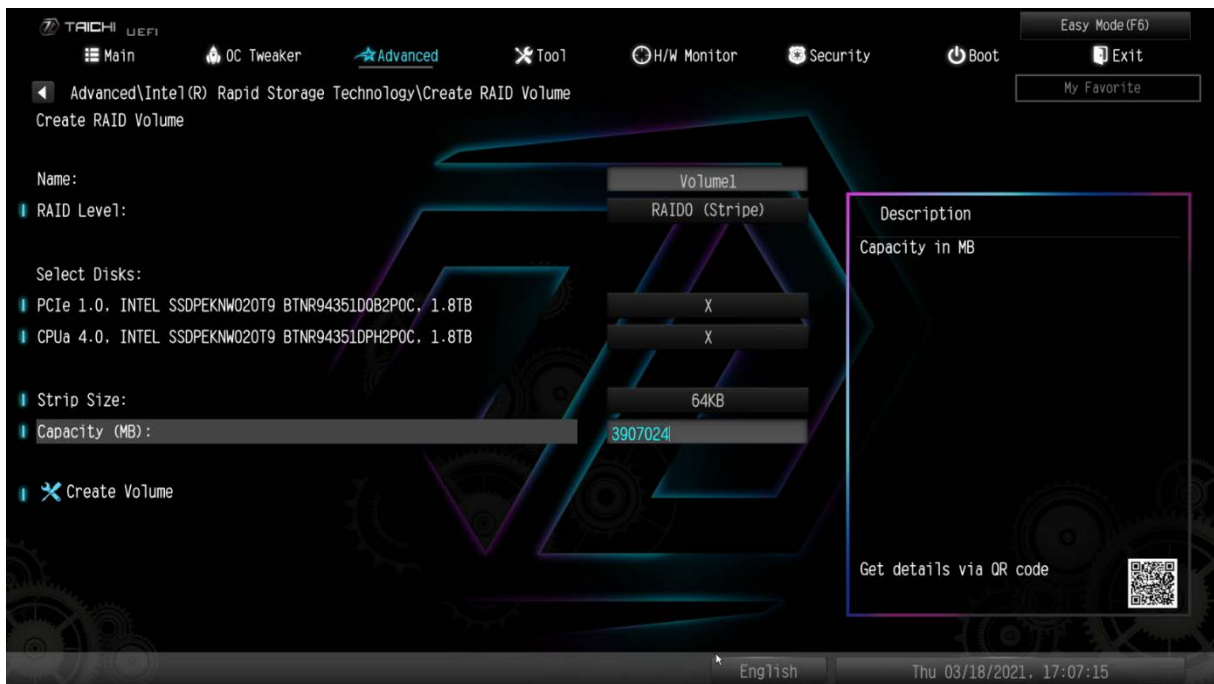 TAICHI UEFI
Easy Mode(F6)
Main
OC Tweaker
Advanced
Tool
H/W Monitor
Security
Boot
Exit
Advanced\Intel(R) Rapid Storage Technology\Create RAID Volume
My Favorite
Create RAID Volume
Name:
Volume1
RAID Level:
RAID0 (Stripe)
Description
Capacity in MB
Select Disks:
PCIe 1.0, INTEL SSDPEKNW020T9 BTNR94351DQB2P0C, 1.8TB
X
CPUa 4.0, INTEL SSDPEKNW020T9 BTNR94351DPH2P0C, 1.8TB
X
Strip Size:
64KB
Capacity (MB):
3907024
Create Volume
Get details via QR code
English
Thu 03/18/2021, 17:07:15